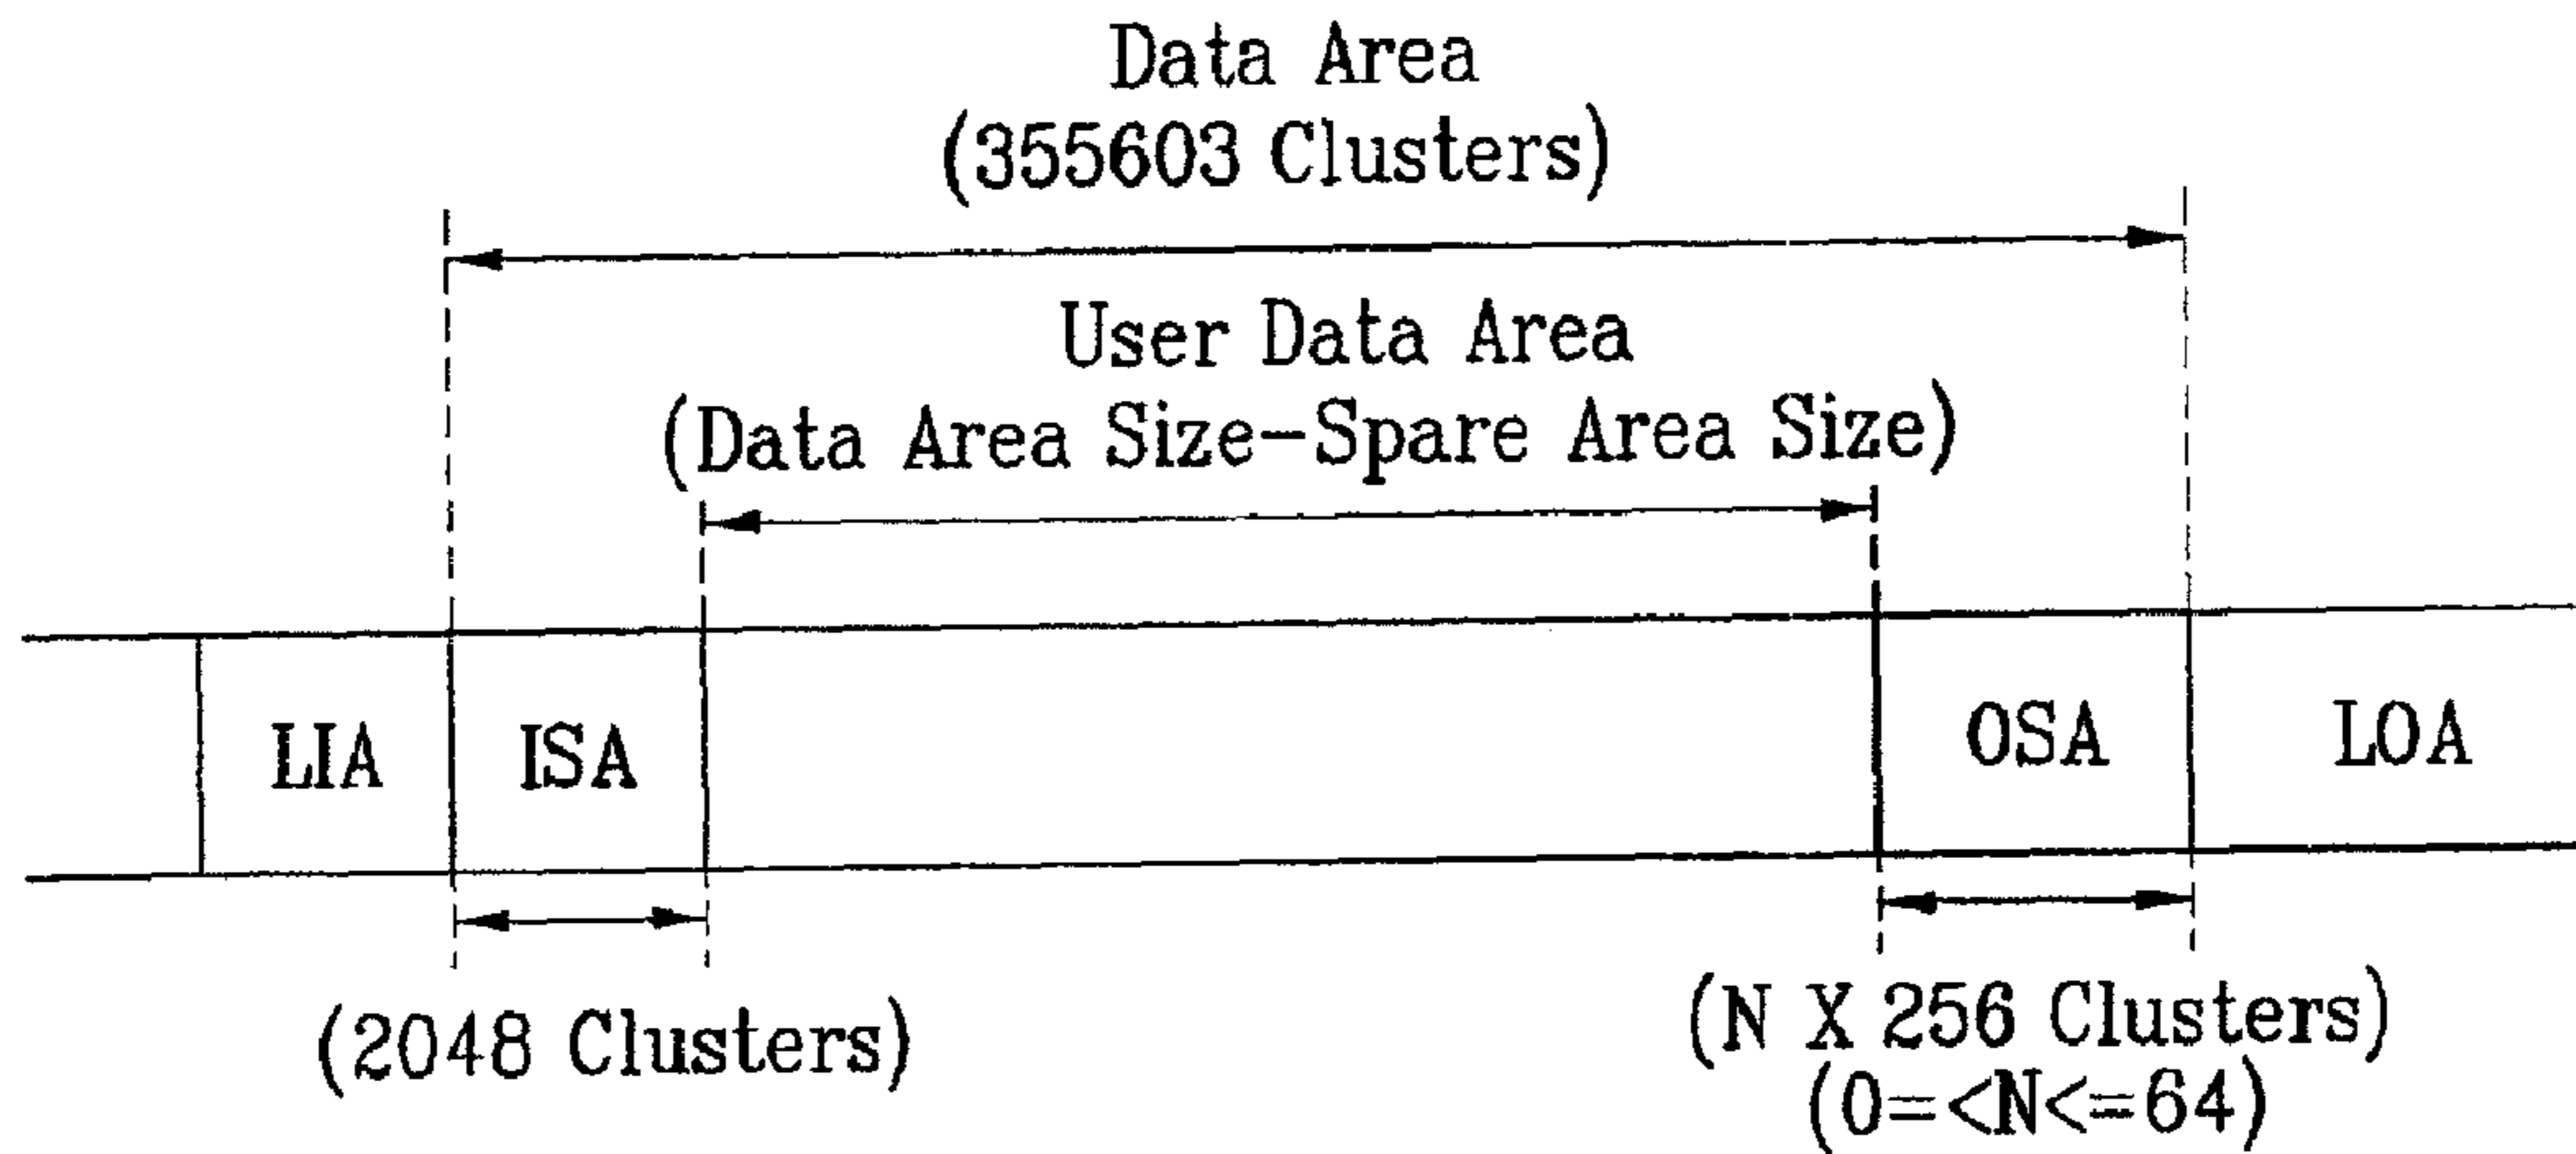 Data Area
(355603 Clusters)
User Data Area
(Data Area Size-Spare Area Size)
LIA
ISA
OSA
LOA
(2048 Clusters)
(N X 256 Clusters)
(0=<N<=64)